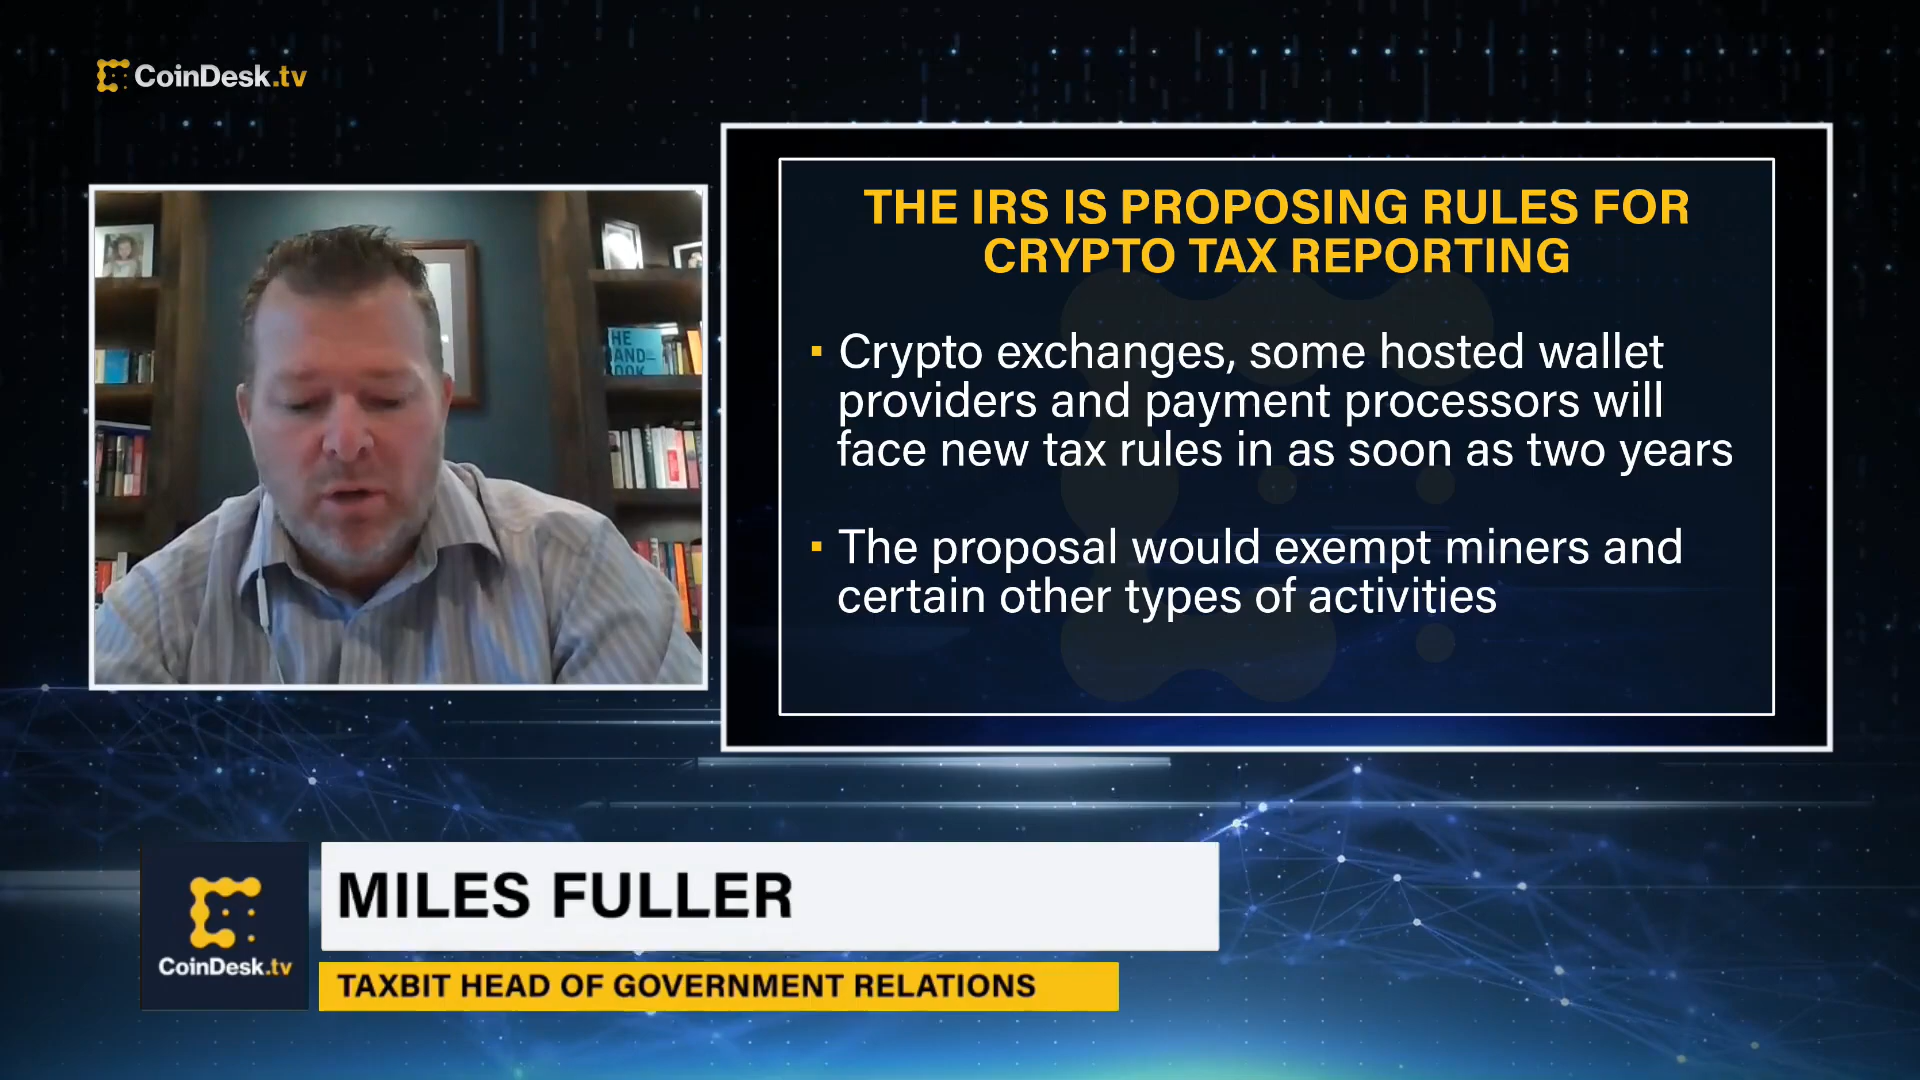 CoinDesk.tv
THE IRS IS PROPOSING RULES FOR
CRYPTO TAX REPORTING
Crypto exchanges, some hosted wallet
providers and payment processors will
face new tax rules in as soon as two years
The proposal would exempt miners and
certain other types of activities
MILES FULLER
CoinDesk.tv
TAXBIT HEAD OF GOVERNMENT RELATIONS